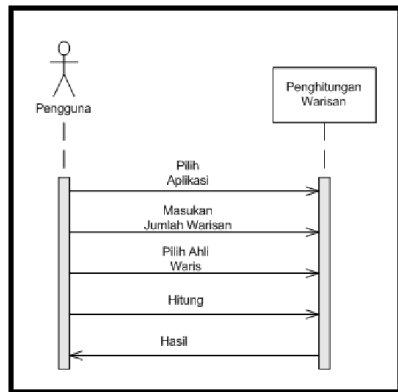 Pengguna
Penghitungan
Warisan
Pilih
Aplikasi
Masukan
Jumlah Warisan
Pilih Ahli
Waris
Hitung
Hasil